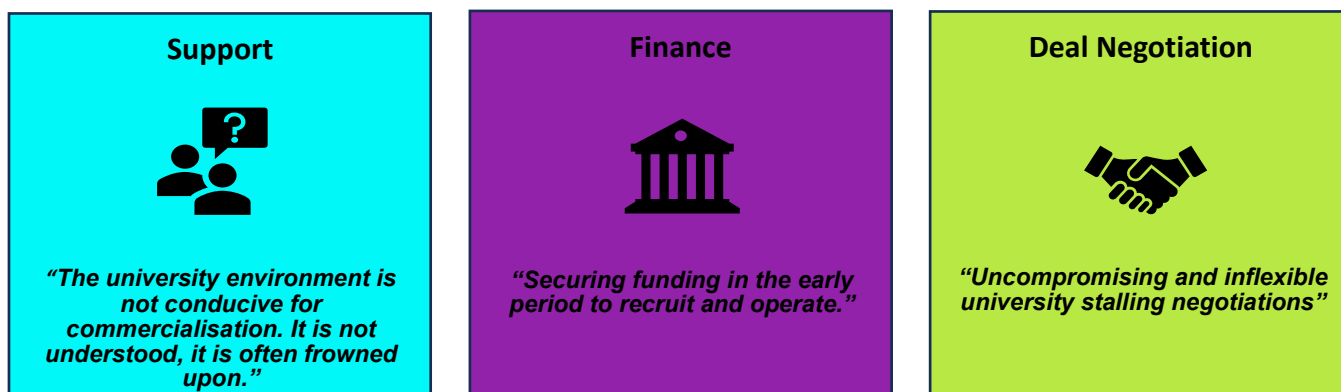 Support
?
“The university environment is
not conducive for
commercialisation. It is not
understood, it is often frowned
upon.”
Finance
“Securing funding in the early
period to recruit and operate.”
Deal Negotiation
“Uncompromising and inflexible
university stalling negotiations”